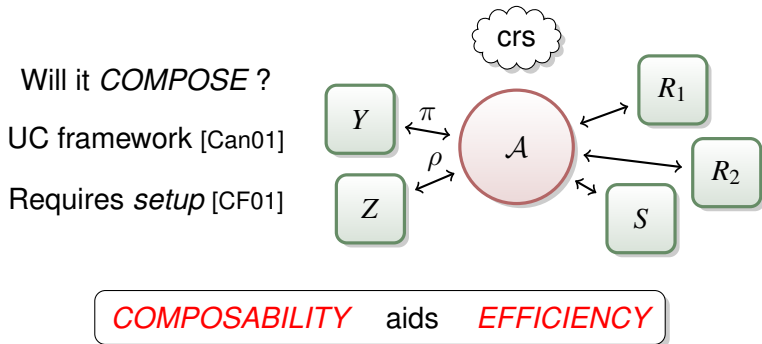 crs
Will it COMPOSE ?
UC framework [Can01]
Requires setup [CF01]
Y
π
ρ
Z
𝒜
R₁
R₂
S
COMPOSABILITY aids EFFICIENCY